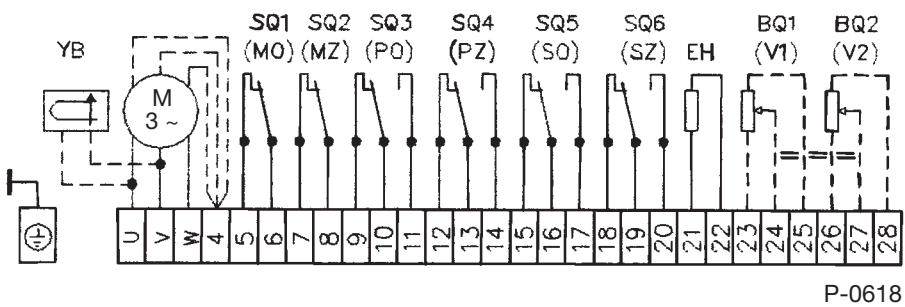 SQ1 SQ2 SQ3 SQ4 SQ5 SQ6 BQ1 BQ2
YB (MO) (MZ) (PO) (PZ) (SO) (SZ) EH (V1) (V2)
M
3 ~
U V W 4 5 6 7 8 9 10 11 12 13 14 15 16 17 18 19 20 21 22 23 24 25 26 27 28
P-0618